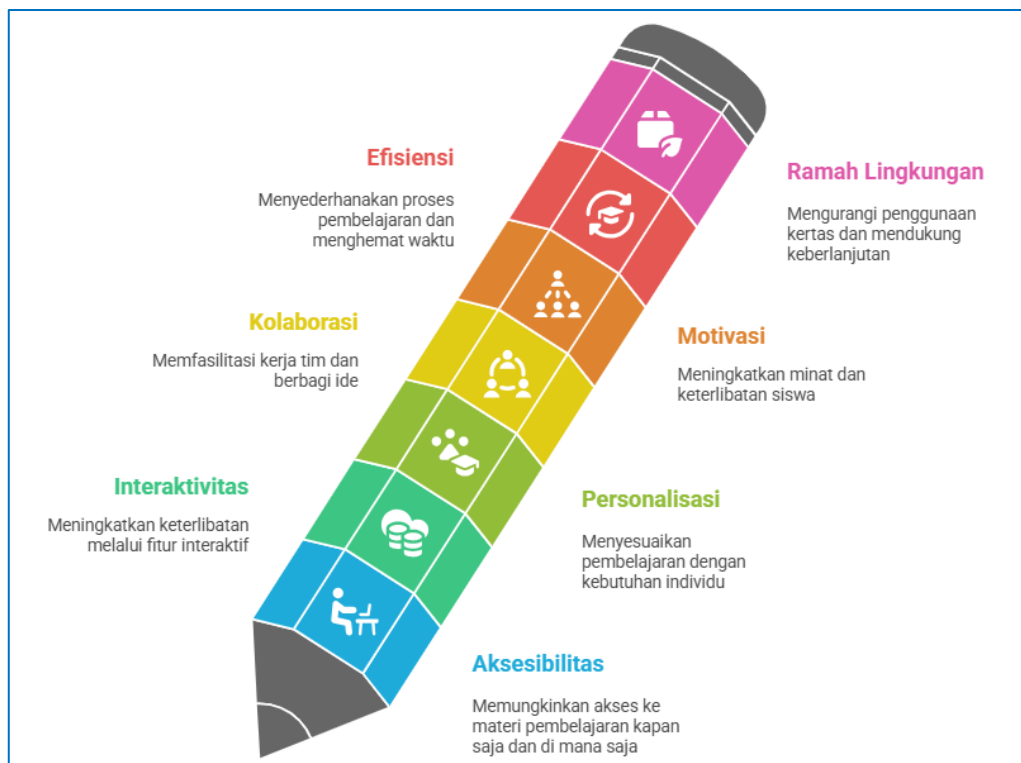 Efisiensi
Menyederhanakan proses
pembelajaran dan
menghemat waktu
Ramah Lingkungan
Mengurangi penggunaan
kertas dan mendukung
keberlanjutan
Kolaborasi
Memfasilitasi kerja tim dan
berbagi ide
Motivasi
Meningkatkan minat dan
keterlibatan siswa
Interaktivitas
Meningkatkan keterlibatan
melalui fitur interaktif
Personalisasi
Menyesuaikan
pembelajaran dengan
kebutuhan individu
Aksesibilitas
Memungkinkan akses ke
materi pembelajaran kapan
saja dan di mana saja